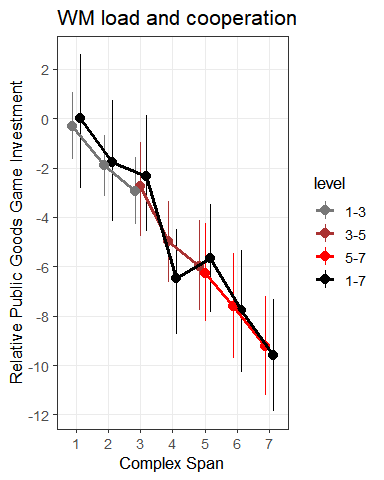 WM load and cooperation
Relative Public Goods Game Investment
2
0
-2
-4
-6
-8
-10
-12
1 2 3 4 5 6 7
Complex Span
level
1-3
3-5
5-7
1-7